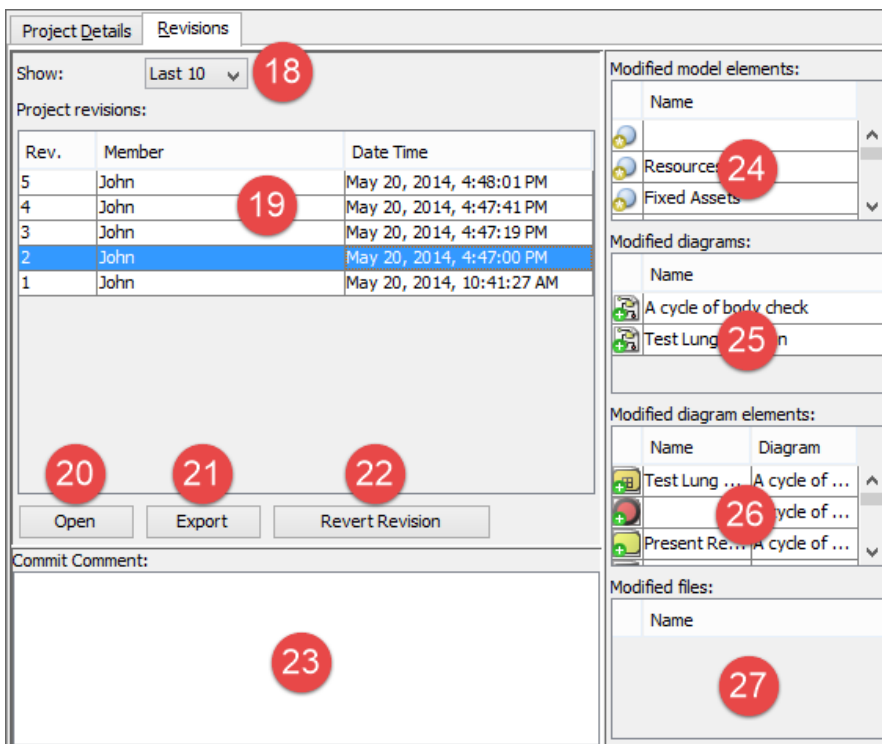 Project Details Revisions
Show: Last 10 18
Project revisions:
Rev. Member Date Time
5 John May 20, 2014, 4:48:01 PM
4 John May 20, 2014, 4:47:41 PM
19
3 John May 20, 2014, 4:47:19 PM
2 John May 20, 2014, 4:47:00 PM
1 John May 20, 2014, 10:41:27 AM
20 21 22
Open Export Revert Revision
Commit Comment:
23
Modified model elements:
Name
Resources
24
Fixed Assets
Modified diagrams:
Name
A cycle of body check
Test Lung n
25
Modified diagram elements:
Name Diagram
Test Lung ... A cycle of ...
cycle of ...
26
Present Re... A cycle of ...
Modified files:
Name
27